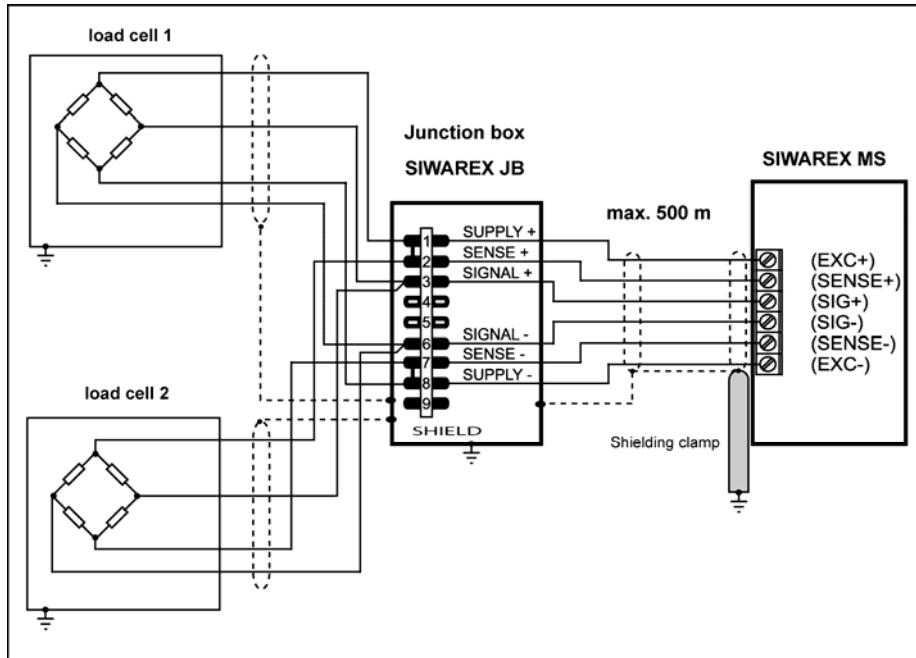 load cell 1
Junction box
SIWAREX JB
SIWAREX MS
max. 500 m
1
SUPPLY +
2
SENSE +
3
SIGNAL +
4
5
6
SIGNAL -
7
SENSE -
8
SUPPLY -
9
SHIELD
(EXC+)
(SENSE+)
(SIG+)
(SIG-)
(SENSE-)
(EXC-)
load cell 2
Shielding clamp